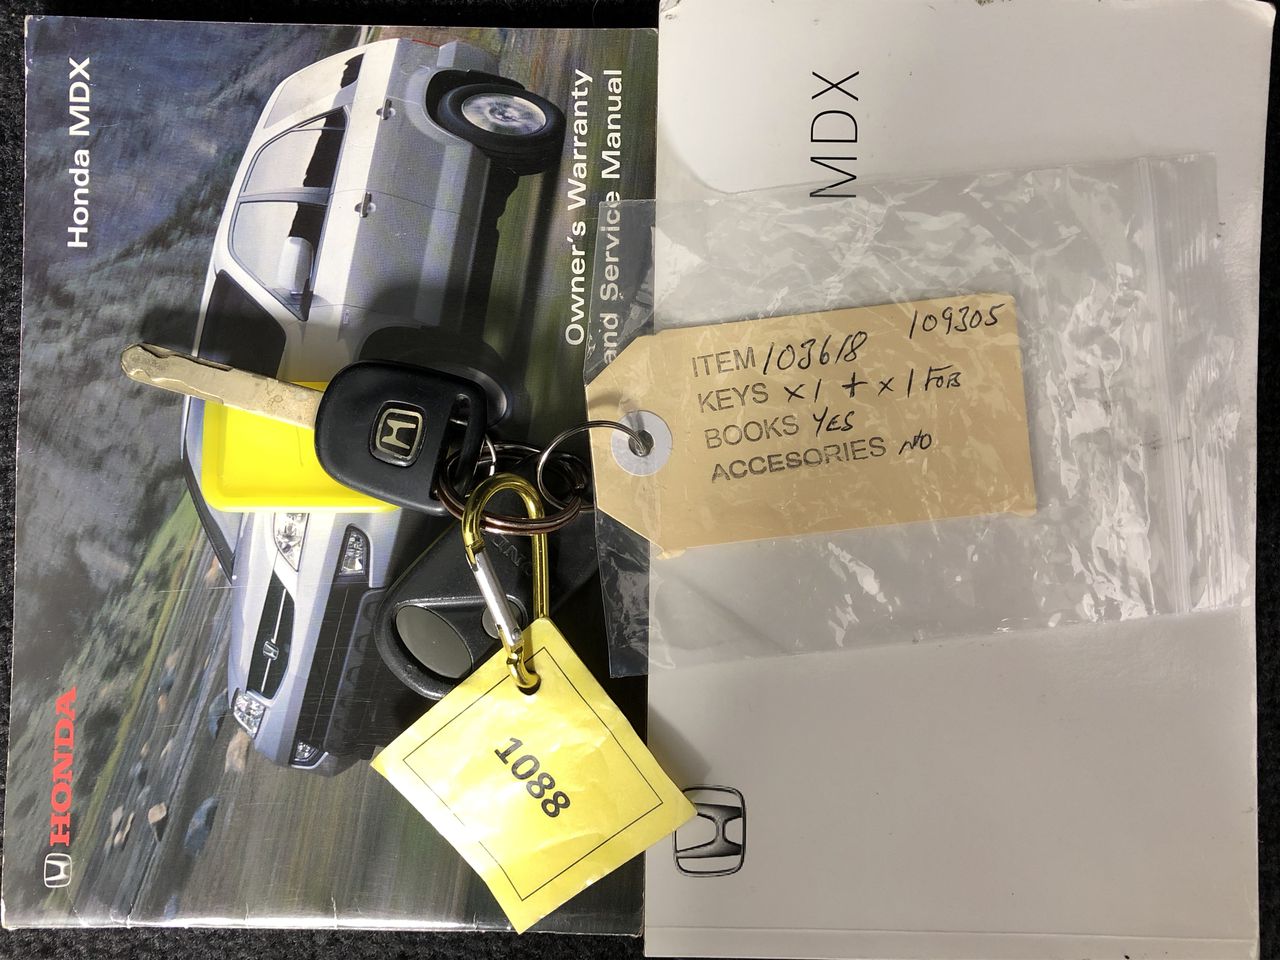 Honda MDX
HONDA
Owner's Warranty
and Service Manual
MDX
109305
ITEM 103618
KEYS x1 + x1 FOB
BOOKS YES
ACCESORIES NO
1088